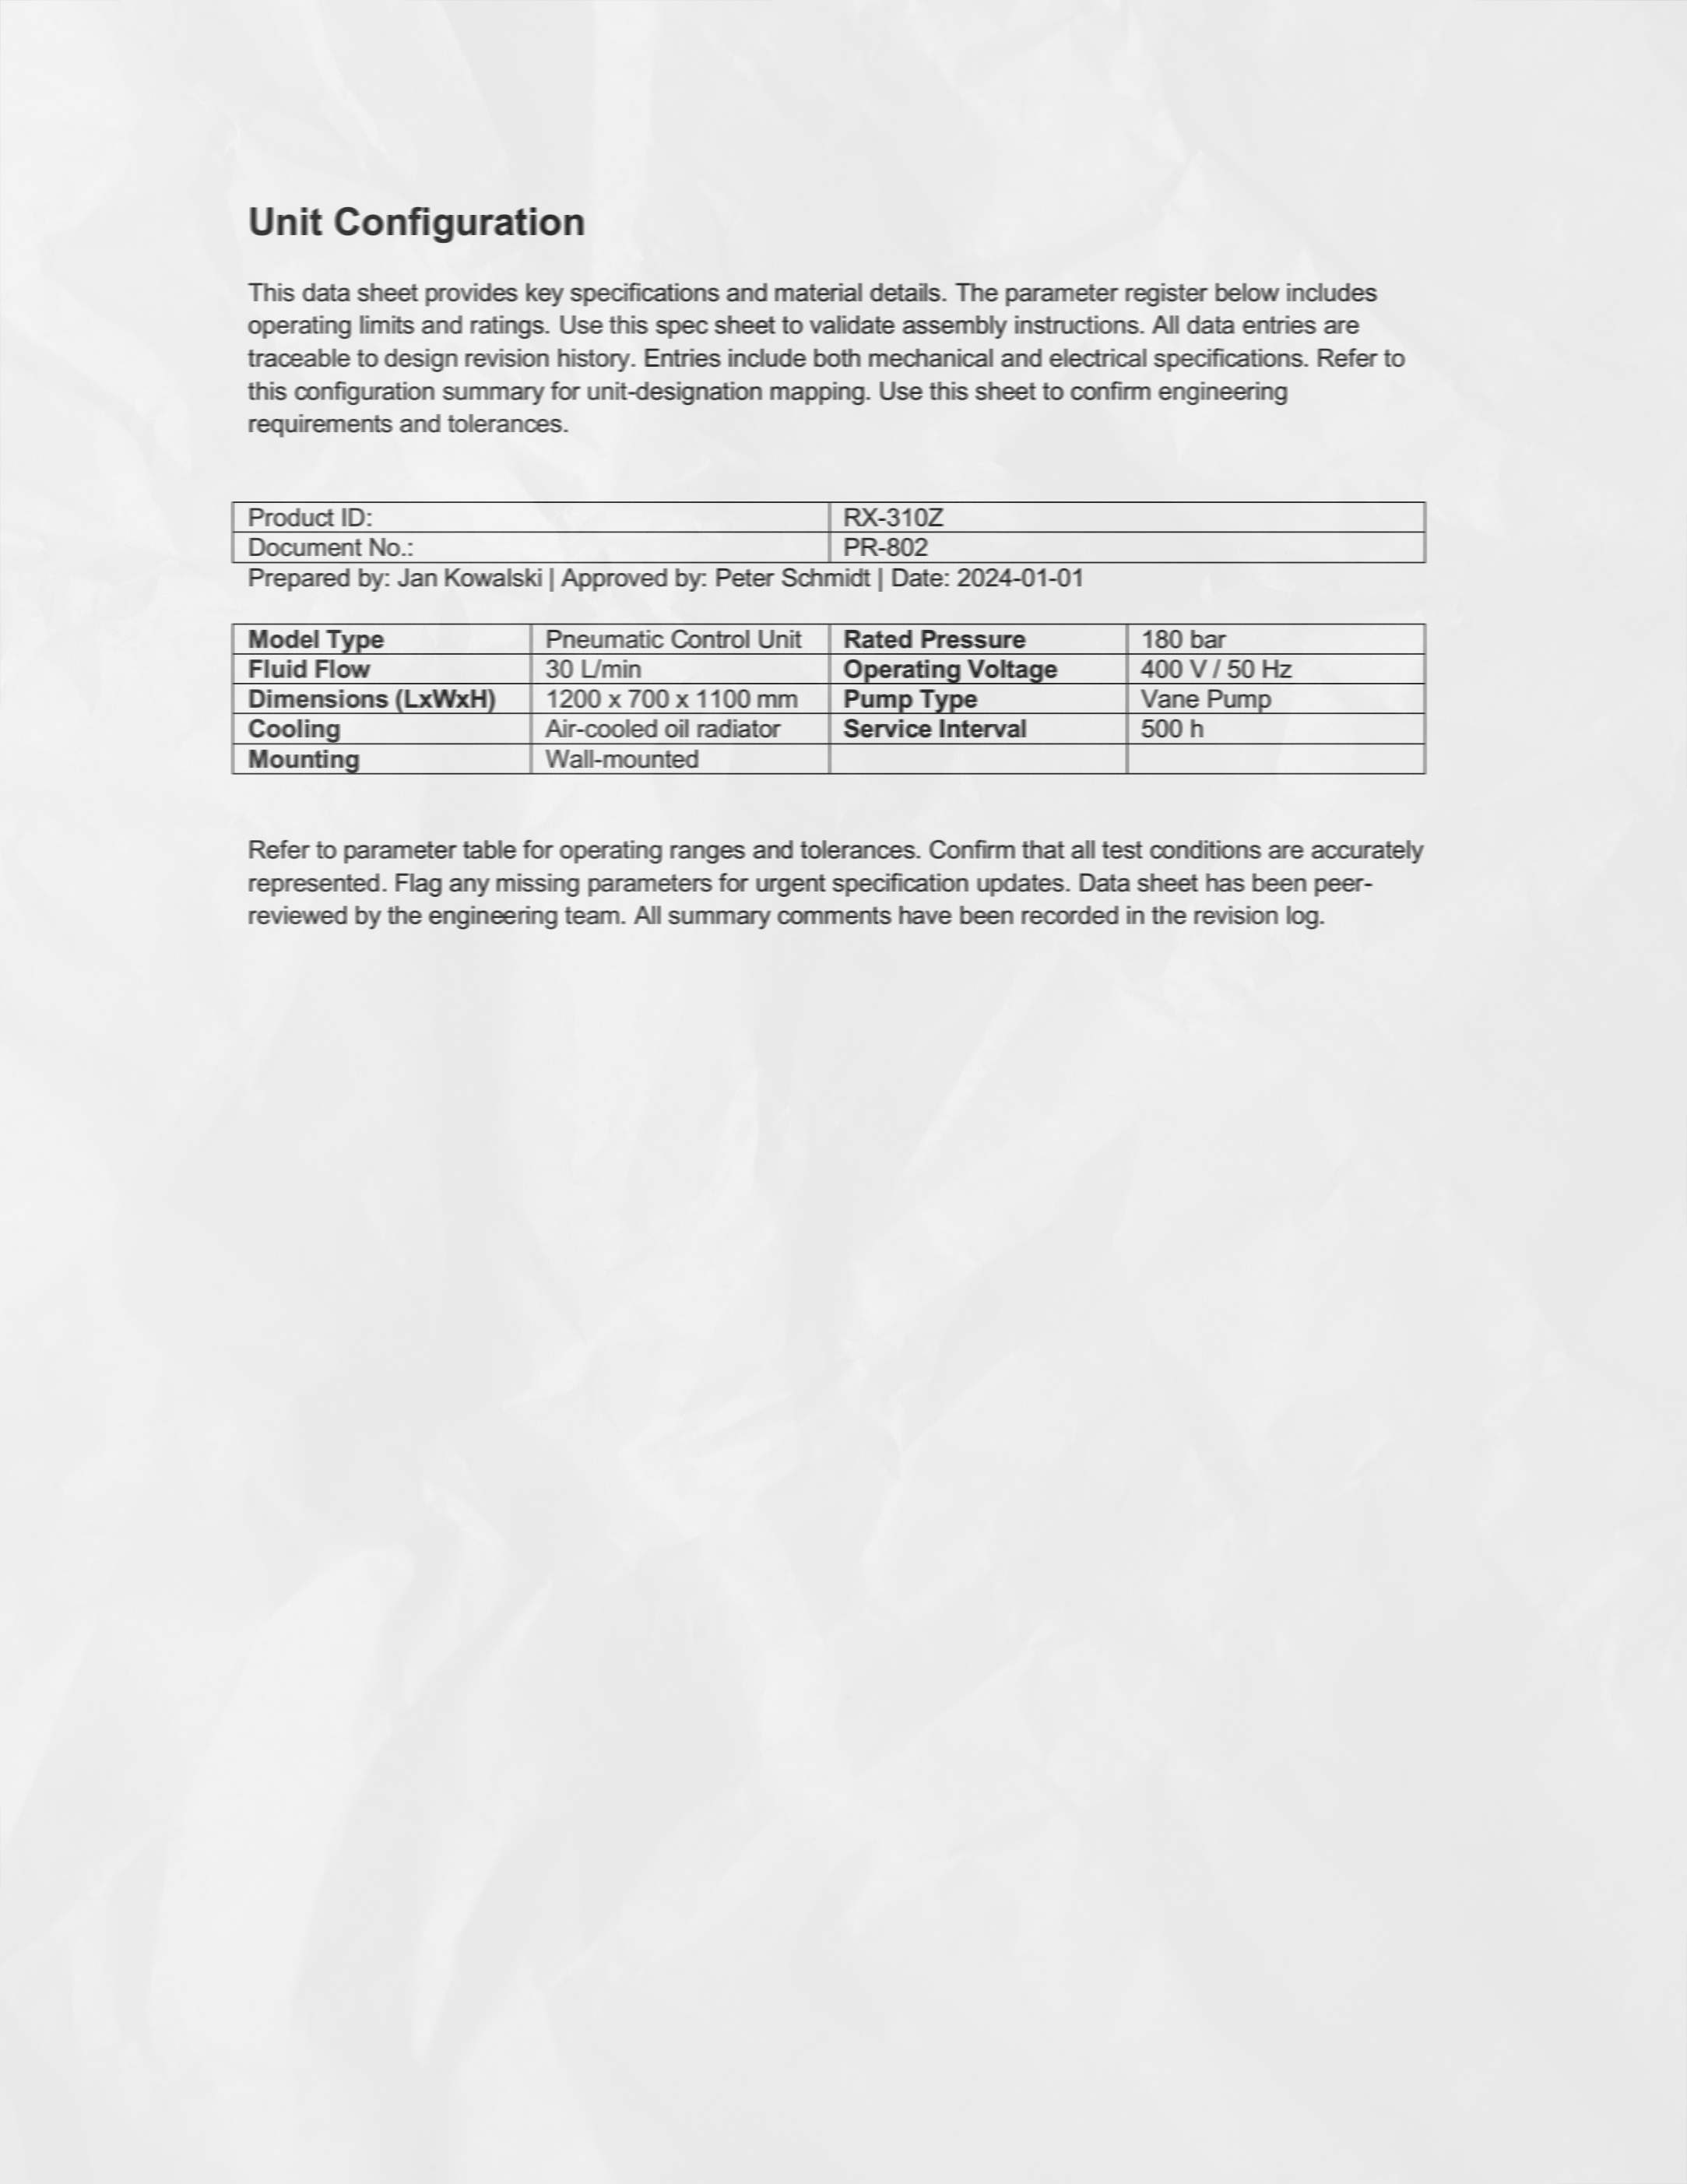 Unit Configuration
This data sheet provides key specifications and material details. The parameter register below includes
operating limits and ratings. Use this spec sheet to validate assembly instructions. All data entries are
traceable to design revision history. Entries include both mechanical and electrical specifications. Refer to
this configuration summary for unit-designation mapping. Use this sheet to confirm engineering
requirements and tolerances.
Product ID: RX-310Z
Document No.: PR-802
Prepared by: Jan Kowalski | Approved by: Peter Schmidt | Date: 2024-01-01
Model Type Pneumatic Control Unit Rated Pressure 180 bar
Fluid Flow 30 L/min Operating Voltage 400 V / 50 Hz
Dimensions (LxWxH) 1200 x 700 x 1100 mm Pump Type Vane Pump
Cooling Air-cooled oil radiator Service Interval 500 h
Mounting Wall-mounted
Refer to parameter table for operating ranges and tolerances. Confirm that all test conditions are accurately
represented. Flag any missing parameters for urgent specification updates. Data sheet has been peer-
reviewed by the engineering team. All summary comments have been recorded in the revision log.